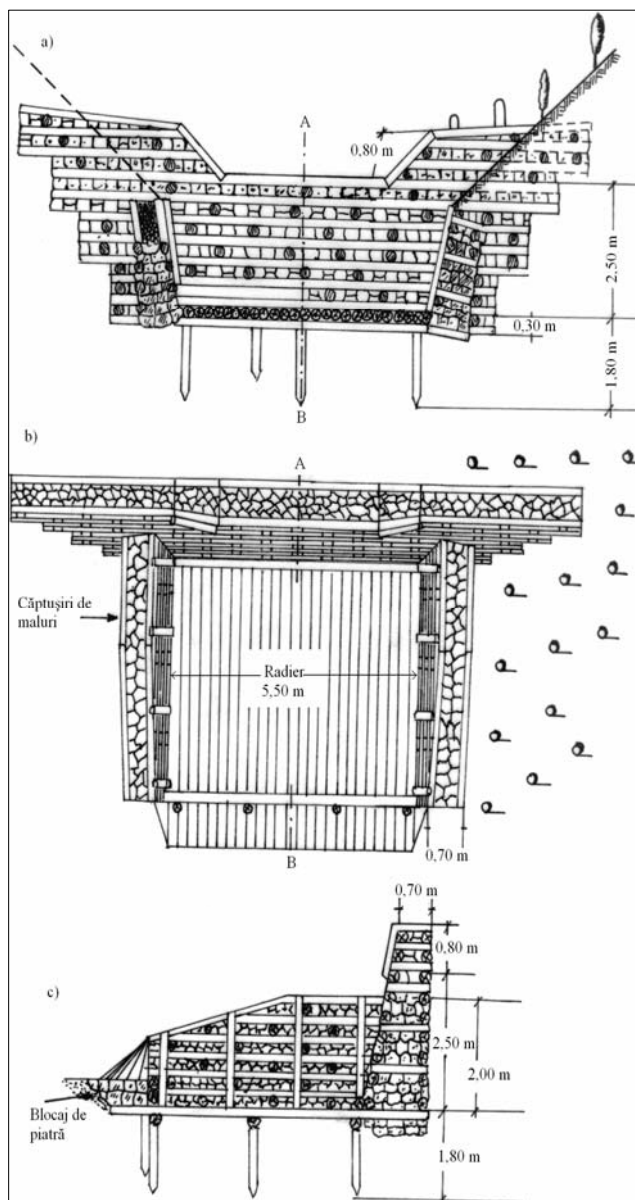 a)
A
0,80 m
2,50 m
0,30 m
1,80 m
B
b)
A
Căptuşiri de
maluri
Radier
5,50 m
0,70 m
B
0,70 m
0,80 m
c)
2,50 m
2,00 m
Blocaj de
piatră
1,80 m